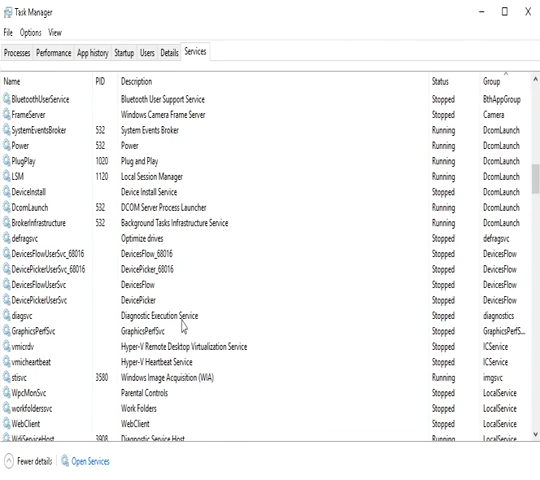 Task Manager
File Options View
Processes Performance App history Startup Users Details Services
Name PID Description Status Group
BluetoothUserService Bluetooth User Support Service Stopped BthAppGroup
FrameServer Windows Camera Frame Server Stopped Camera
SystemEventsBroker 532 System Events Broker Running DcomLaunch
Power 532 Power Running DcomLaunch
PlugPlay 1020 Plug and Play Running DcomLaunch
LSM 1120 Local Session Manager Running DcomLaunch
DeviceInstall Device Install Service Stopped DcomLaunch
DcomLaunch 532 DCOM Server Process Launcher Running DcomLaunch
BrokerInfrastructure 532 Background Tasks Infrastructure Service Running DcomLaunch
defragsvc Optimize drives Stopped defragsvc
DevicesFlowUserSvc_68016 DevicesFlow_68016 Stopped DevicesFlow
DevicePickerUserSvc_68016 DevicePicker_68016 Stopped DevicesFlow
DevicesFlowUserSvc DevicesFlow Stopped DevicesFlow
DevicePickerUserSvc DevicePicker Stopped DevicesFlow
diagsvc Diagnostic Execution Service Stopped diagnostics
GraphicsPerfSvc GraphicsPerfSvc Stopped GraphicsPerfS...
vmicrdv Hyper-V Remote Desktop Virtualization Service Stopped ICService
vmicheartbeat Hyper-V Heartbeat Service Stopped ICService
stisvc 3580 Windows Image Acquisition (WIA) Running imgsvc
WpcMonSvc Parental Controls Stopped LocalService
workfolderssvc Work Folders Stopped LocalService
WebClient WebClient Stopped LocalService
WdiServiceHost 3908 Diagnostic Service Host Running LocalService
Fewer details Open Services